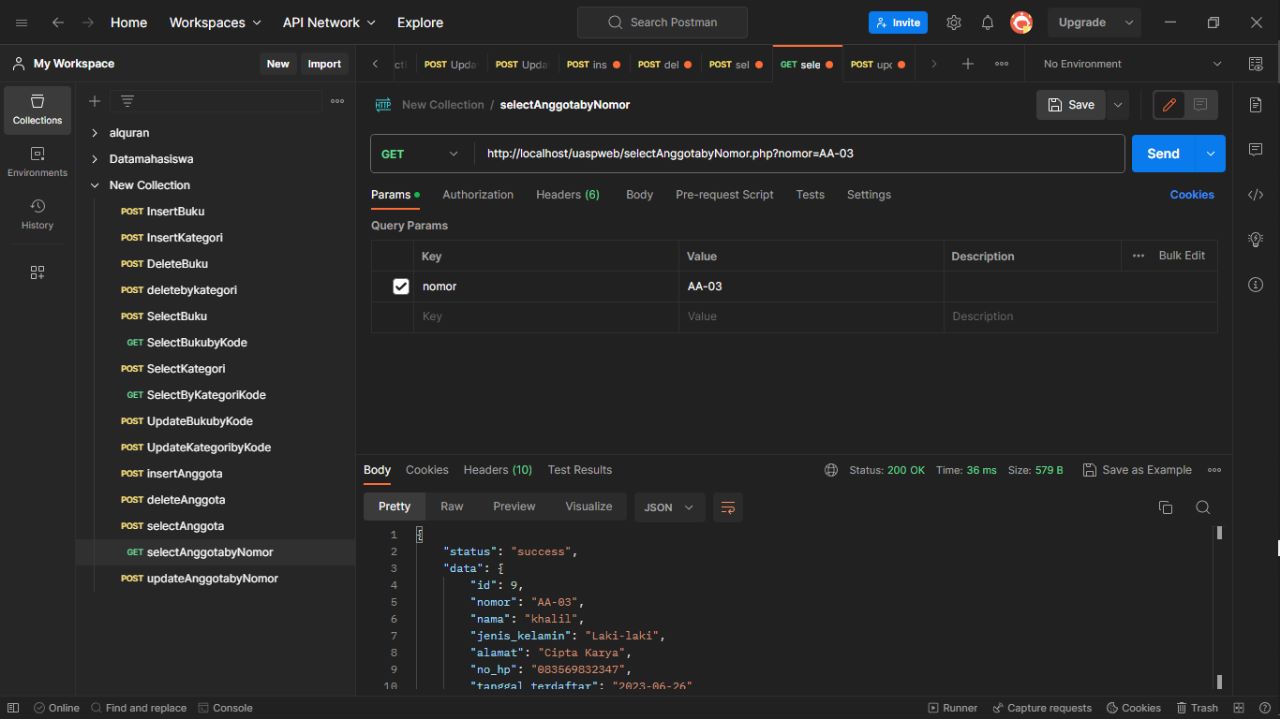 Home Workspaces API Network Explore Search Postman Invite Upgrade
My Workspace New Import POST Upda POST Upda POST ins POST del POST sel GET sele POST upc No Environment
Collections
Environments
History
alquran
Datamahasiswa
New Collection
POST InsertBuku
POST InsertKategori
POST DeleteBuku
POST deletebykategori
POST SelectBuku
GET SelectBukubyKode
POST SelectKategori
GET SelectByKategoriKode
POST UpdateBukubyKode
POST UpdateKategoribyKode
POST insertAnggota
POST deleteAnggota
POST selectAnggota
GET selectAnggotabyNomor
POST updateAnggotabyNomor
HTTP New Collection / selectAnggotabyNomor Save
GET http://localhost/uaspweb/selectAnggotabyNomor.php?nomor=AA-03 Send
Params Authorization Headers (6) Body Pre-request Script Tests Settings Cookies
Query Params
Key Value Description Bulk Edit
nomor AA-03
Key Value Description
Body Cookies Headers (10) Test Results Status: 200 OK Time: 36 ms Size: 579 B Save as Example
Pretty Raw Preview Visualize JSON
1 {
2 "status": "success",
3 "data": {
4 "id": 9,
5 "nomor": "AA-03",
6 "nama": "khalil",
7 "jenis_kelamin": "Laki-laki",
8 "alamat": "Cipta Karya",
9 "no_hp": "083569832347",
10 "tanggal_terdaftar": "2023-06-26"
Online Find and replace Console Runner Capture requests Cookies Trash